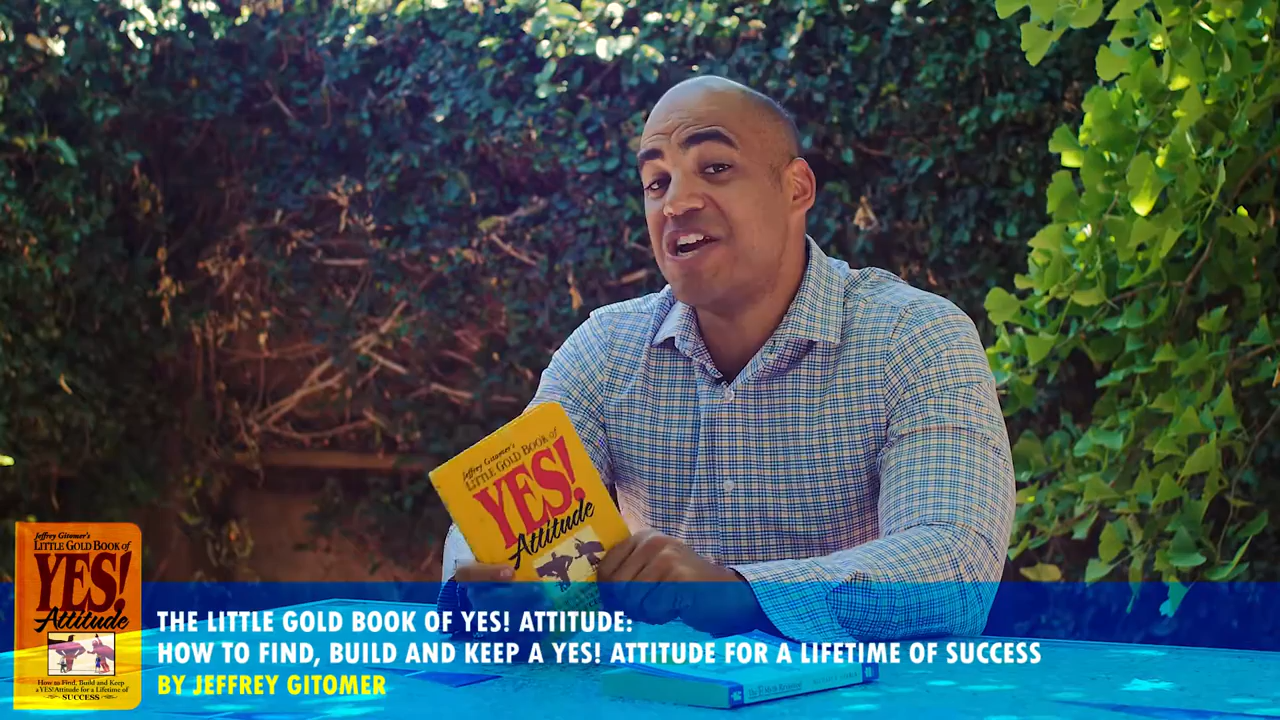 Jeffrey Gitomer's
LITTLE GOLD BOOK of
YES!
Attitude
Jeffrey Gitomer's
LITTLE GOLD BOOK of
YES!
Attitude
How to Find, Build and Keep
a YES! Attitude for a Lifetime of
SUCCESS
THE LITTLE GOLD BOOK OF YES! ATTITUDE:
HOW TO FIND, BUILD AND KEEP A YES! ATTITUDE FOR A LIFETIME OF SUCCESS
BY JEFFREY GITOMER